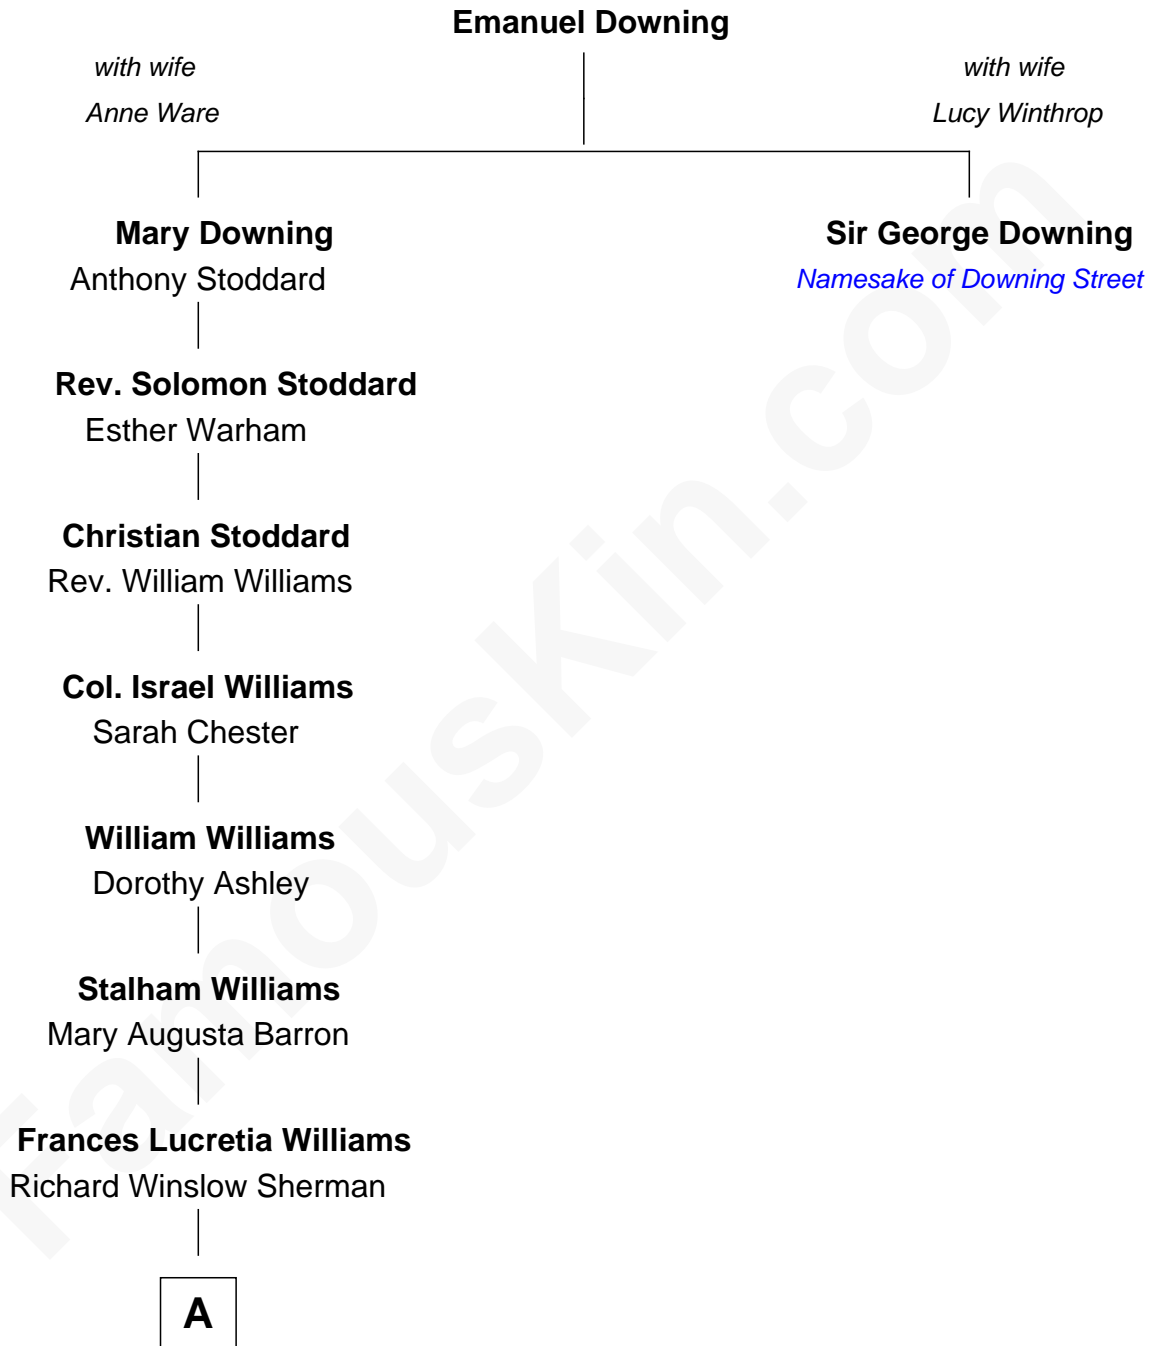 Emanuel Downing
with wife
Anne Ware
with wife
Lucy Winthrop
Mary Downing
Anthony Stoddard
Sir George Downing
Namesake of Downing Street
Rev. Solomon Stoddard
Esther Warham
Christian Stoddard
Rev. William Williams
Col. Israel Williams
Sarah Chester
William Williams
Dorothy Ashley
Stalham Williams
Mary Augusta Barron
Frances Lucretia Williams
Richard Winslow Sherman
A
FamousKin.com